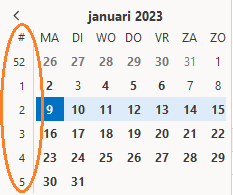 januari 2023
# MA DI WO DO VR ZA ZO
52 26 27 28 29 30 31 1
1 2 3 4 5 6 7 8
2 9 10 11 12 13 14 15
3 16 17 18 19 20 21 22
4 23 24 25 26 27 28 29
5 30 31